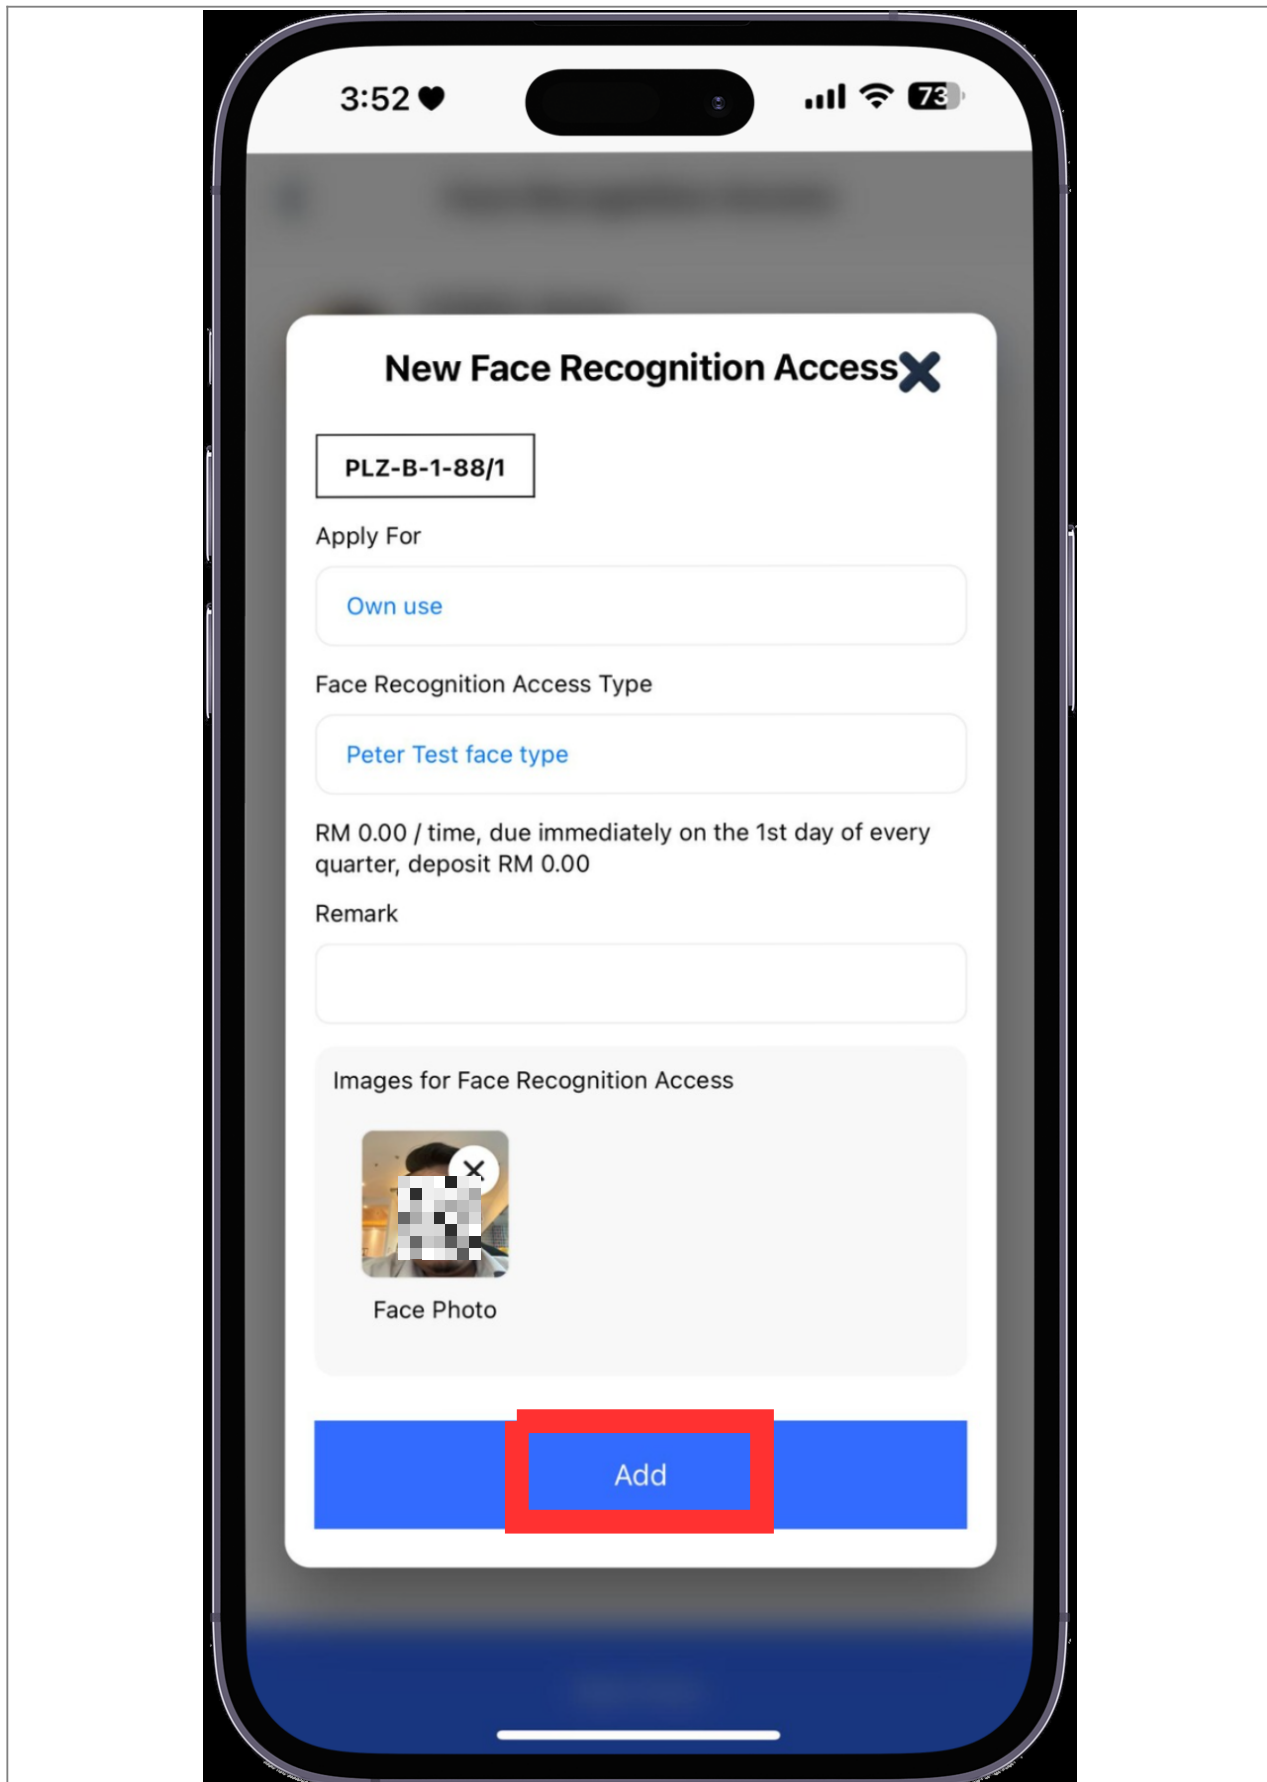 3:52
73
New Face Recognition Access
PLZ-B-1-88/1
Apply For
Own use
Face Recognition Access Type
Peter Test face type
RM 0.00 / time, due immediately on the 1st day of every
quarter, deposit RM 0.00
Remark
Images for Face Recognition Access
Face Photo
Add